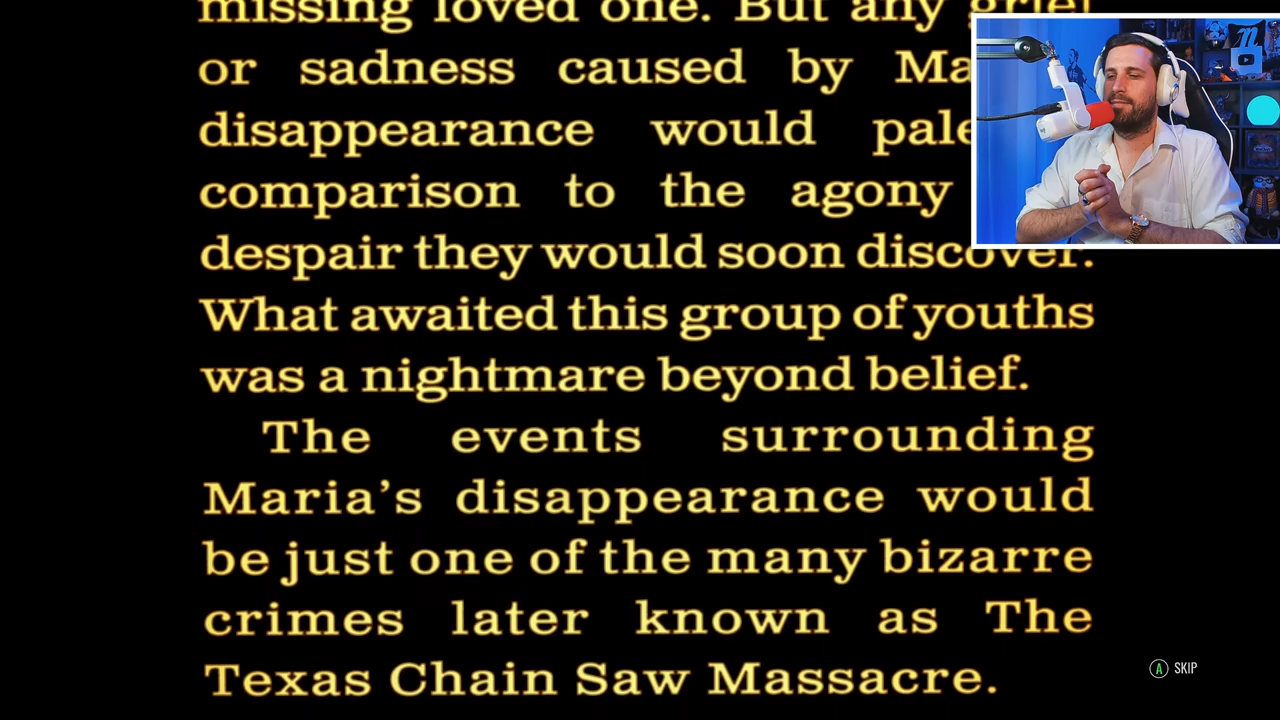 missing loved one. But any grief
or sadness caused by
disappearance would pale
comparison to the agony
despair they would soon discover.
What awaited this group of youths
was a nightmare beyond belief.
The events surrounding
Maria’s disappearance would
be just one of the many bizarre
crimes later known as The
Texas Chain Saw Massacre.
A SKIP